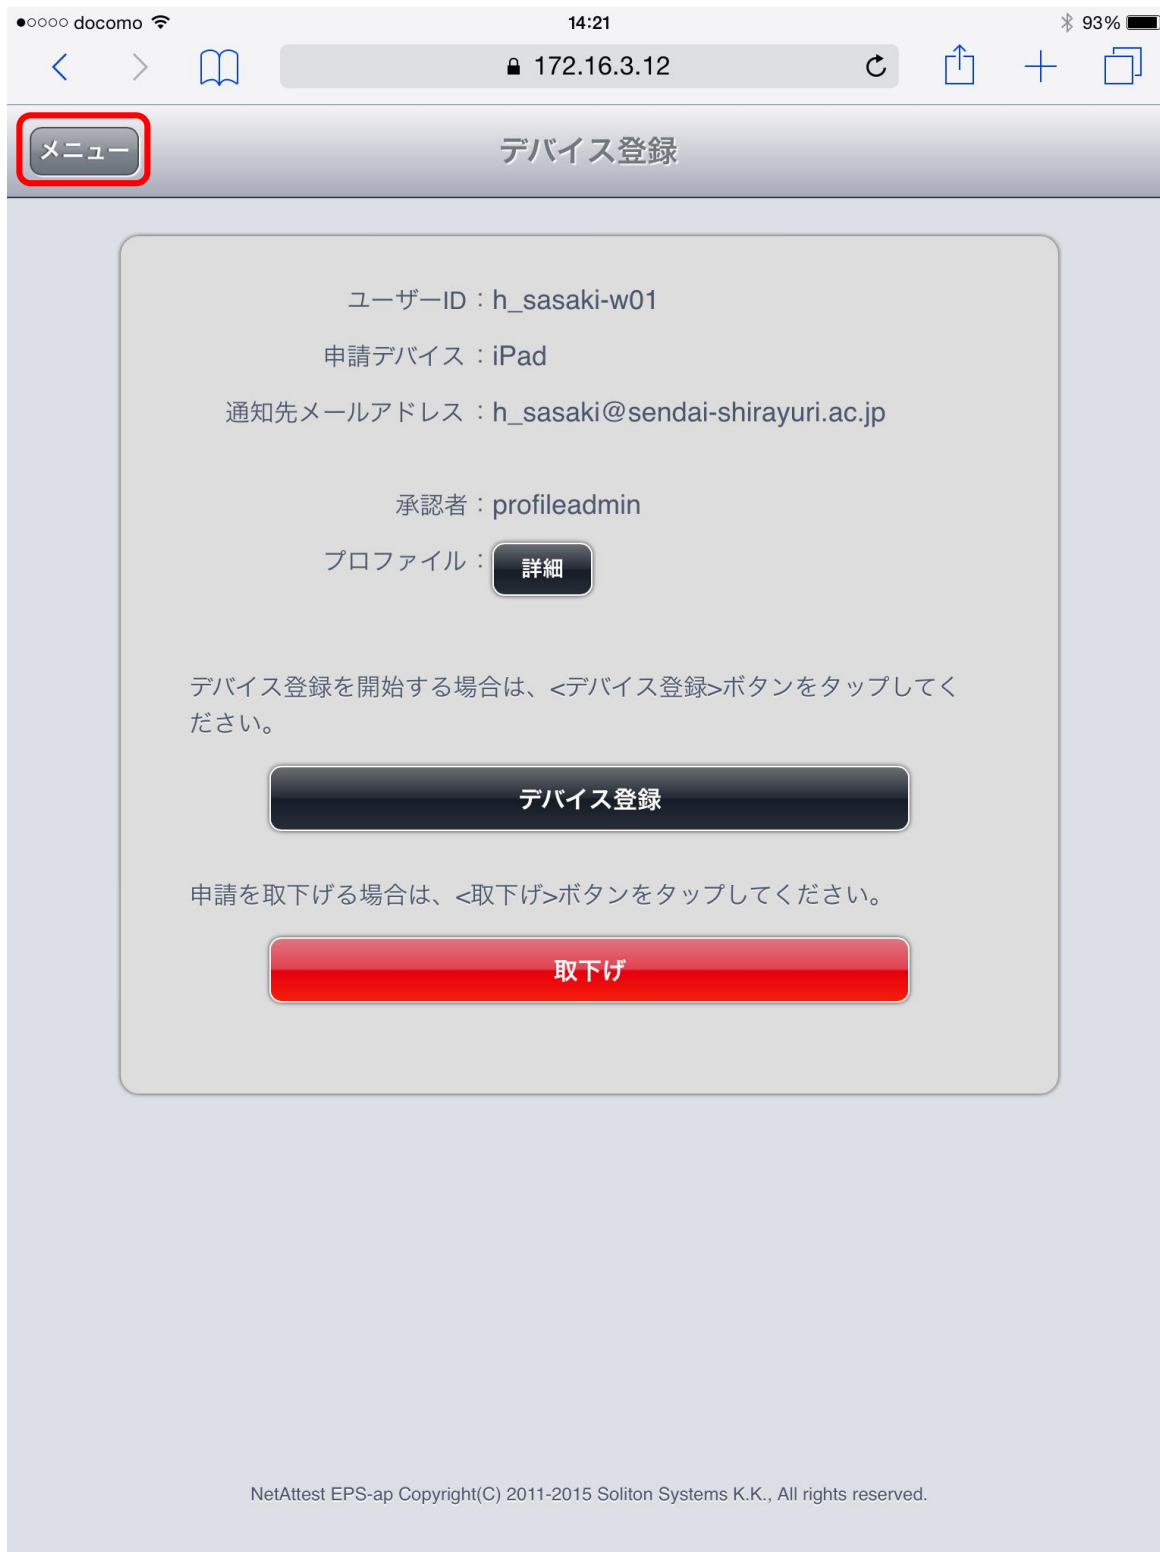 ●○○○○ docomo 14:21 93%
172.16.3.12
メニュー デバイス登録
ユーザーID：h_sasaki-w01
申請デバイス：iPad
通知先メールアドレス：h_sasaki@sendai-shirayuri.ac.jp
承認者：profileadmin
プロファイル：詳細
デバイス登録を開始する場合は、<デバイス登録>ボタンをタップしてく
ださい。
デバイス登録
申請を取下げる場合は、<取下げ>ボタンをタップしてください。
取下げ
NetAttest EPS-ap Copyright(C) 2011-2015 Soliton Systems K.K., All rights reserved.